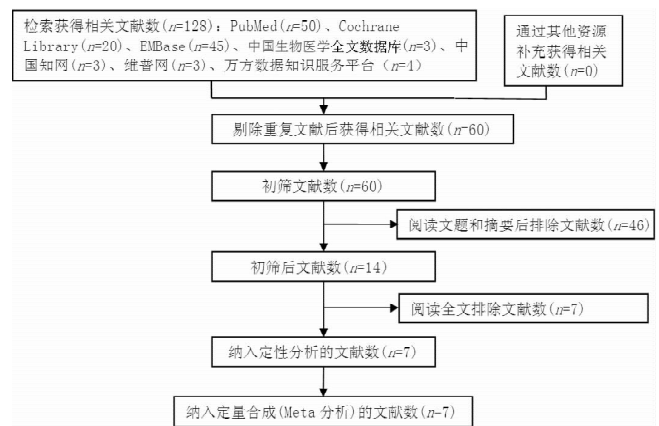 检索获得相关文献数(n=128): PubMed(n=50)、Cochrane
Library(n=20)、EMBase(n=45)、中国生物医学全文数据库(n=3)、中
国知网(n=3)、维普网(n=3)、万方数据知识服务平台 (n=4)
通过其他资源
补充获得相关
文献数(n=0)
剔除重复文献后获得相关文献数(n=60)
初筛文献数(n=60)
阅读文题和摘要后排除文献数(n=46)
初筛后文献数(n=14)
阅读全文排除文献数(n=7)
纳入定性分析的文献数(n=7)
纳入定量合成(Meta 分析)的文献数(n=7)